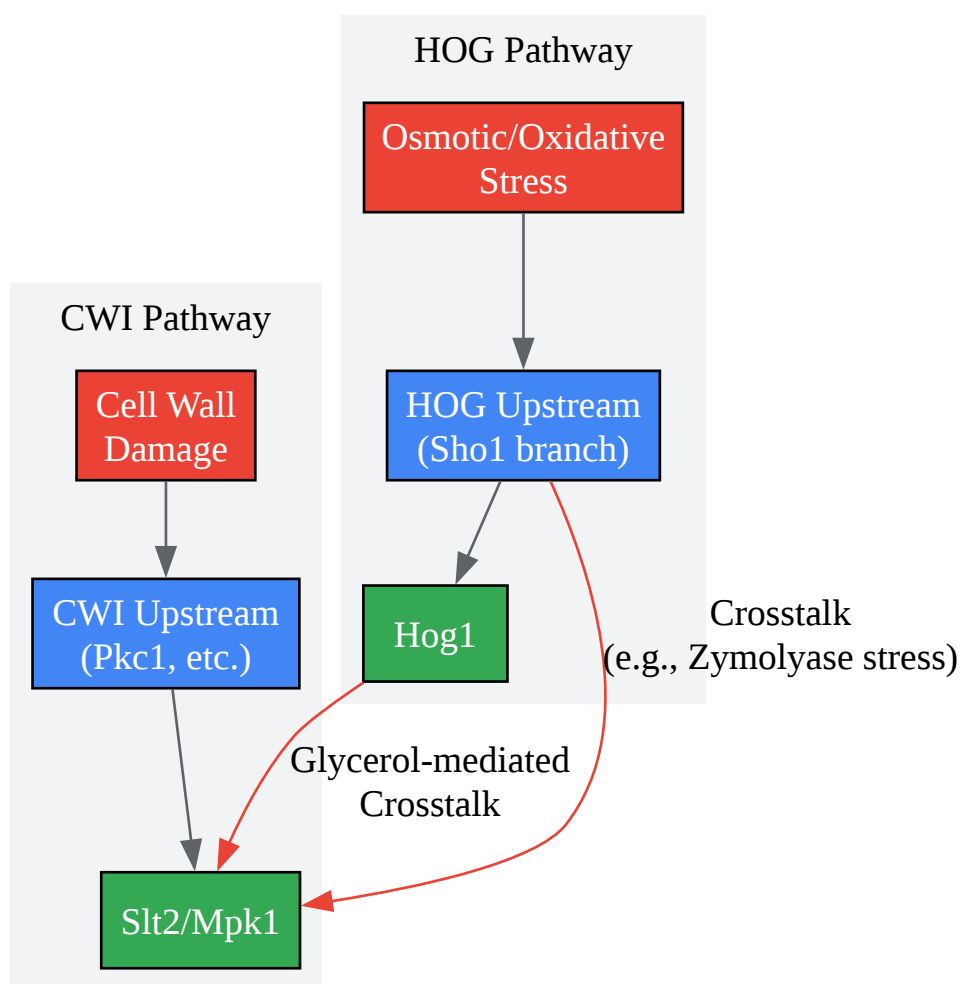 HOG Pathway
Osmotic/Oxidative
Stress
CWI Pathway
Cell Wall
Damage
HOG Upstream
(Sho1 branch)
CWI Upstream
(Pkc1, etc.)
Hog1
Crosstalk
(e.g., Zymolyase stress)
Glycerol-mediated
Crosstalk
Slt2/Mpk1